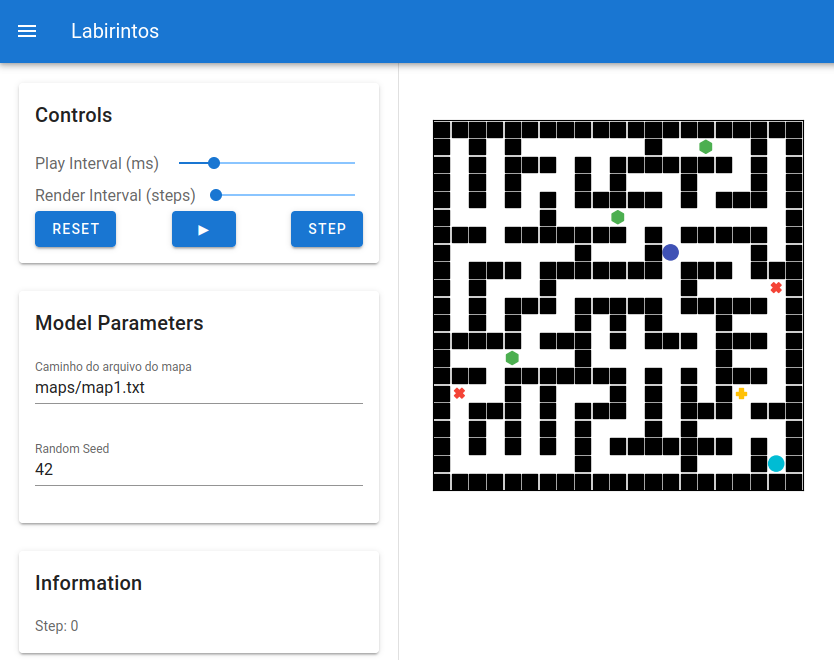 Labirintos
Controls
Play Interval (ms)
Render Interval (steps)
RESET
STEP
Model Parameters
Caminho do arquivo do mapa
maps/map1.txt
Random Seed
42
Information
Step: 0